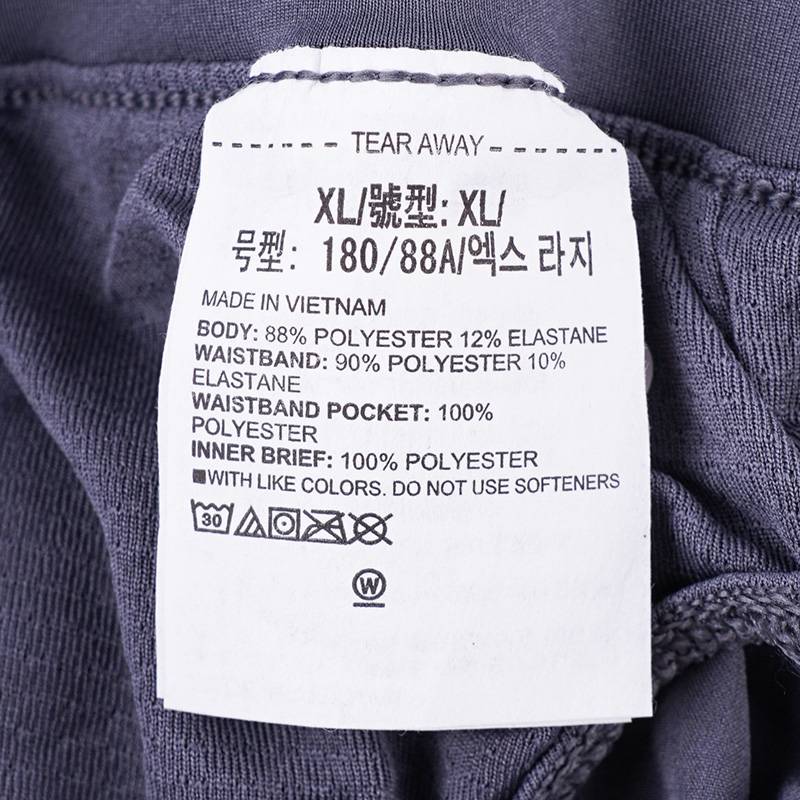 TEAR AWAY
XL/號型: XL/
号型: 180/88A/엑스 라지
MADE IN VIETNAM
BODY: 88% POLYESTER 12% ELASTANE
WAISTBAND: 90% POLYESTER 10%
ELASTANE
WAISTBAND POCKET: 100%
POLYESTER
INNER BRIEF: 100% POLYESTER
■WITH LIKE COLORS. DO NOT USE SOFTENERS
30
W